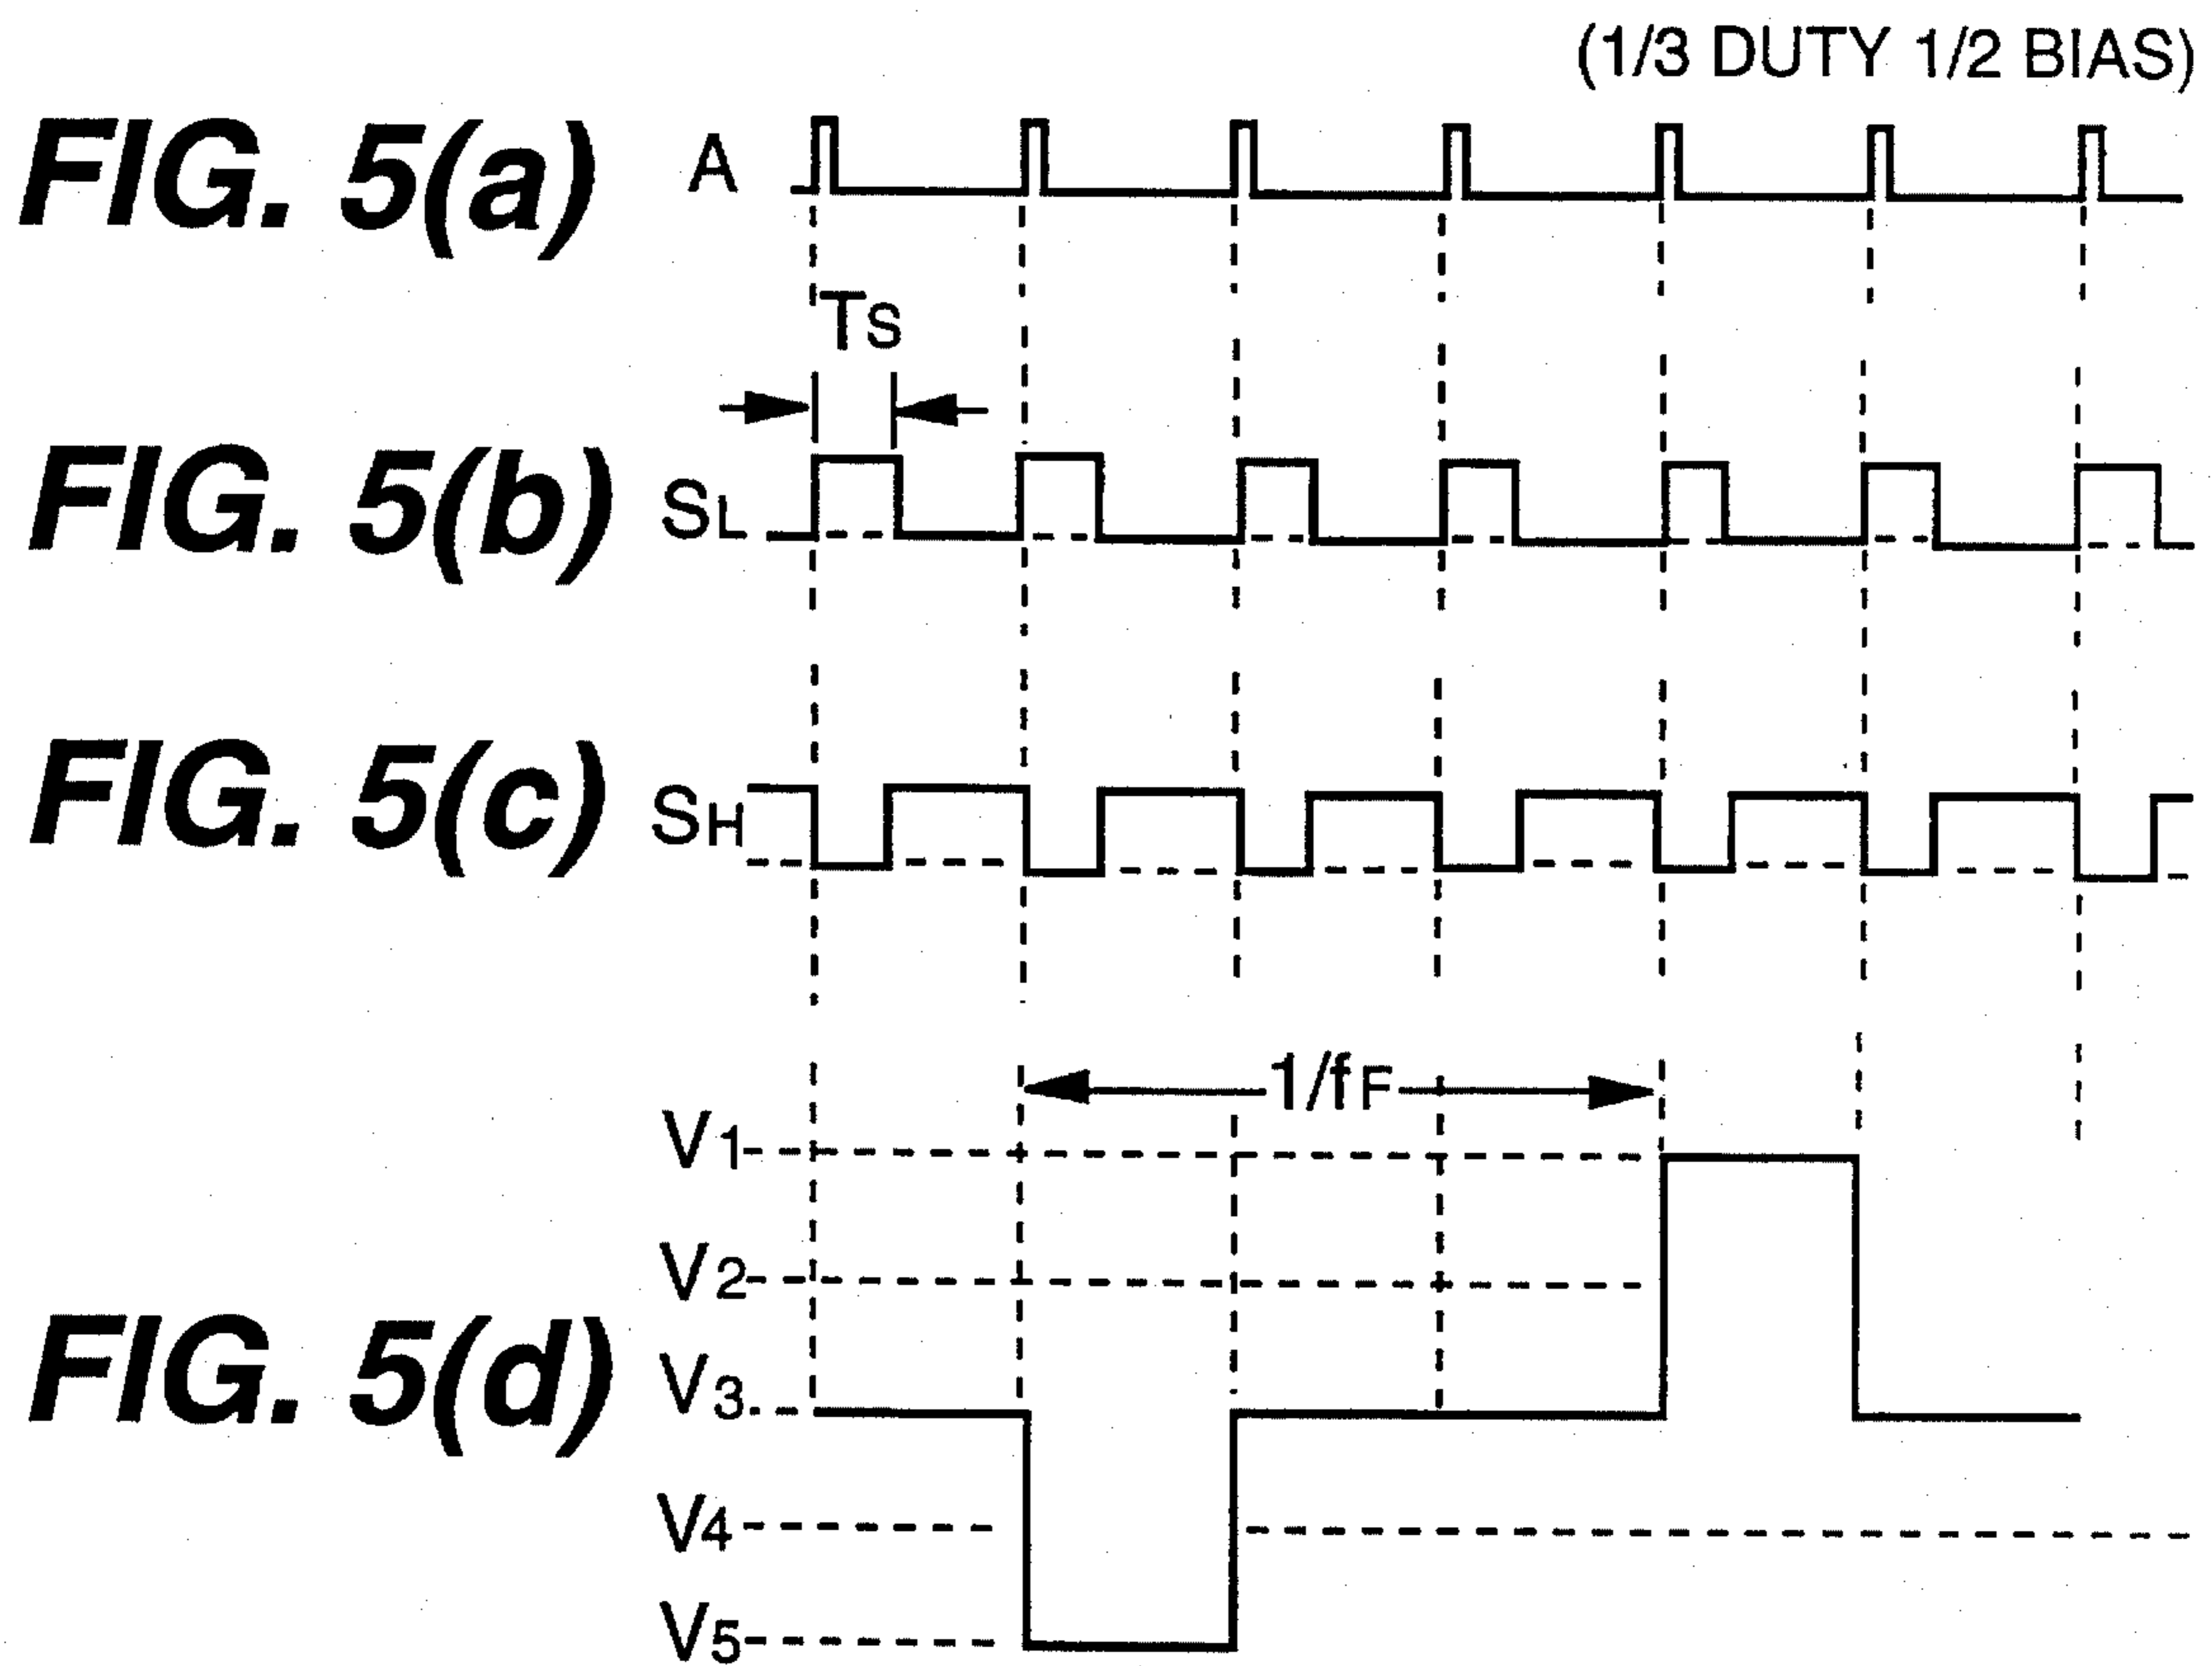 (1/3 DUTY 1/2 BIAS)
FIG. 5(a)
A
TS
FIG. 5(b)
SL
FIG. 5(c)
SH
1/fF
V1
V2
FIG. 5(d)
V3
V4
V5